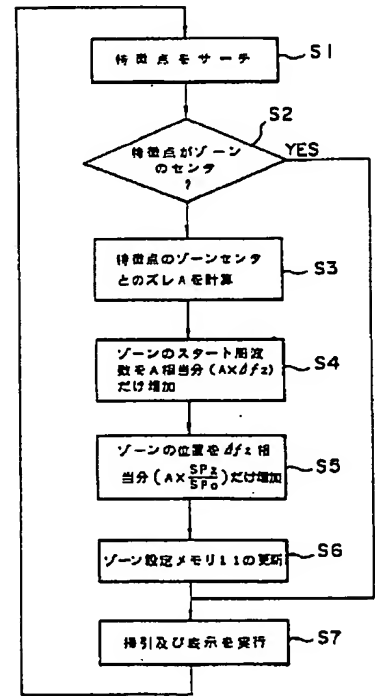 特徴点をサーチ
S1
S2
特徴点がゾーン
のセンタ
?
YES
特徴点のゾーンセンタ
とのズレAを計算
S3
ゾーンのスタート周波
数をA相当分(A×Δfz)
だけ増加
S4
ゾーンの位置をΔfz相
当分(A×SPz/SPo)だけ増加
S5
ゾーン設定メモリ11の更新
S6
掃引及び表示を実行
S7